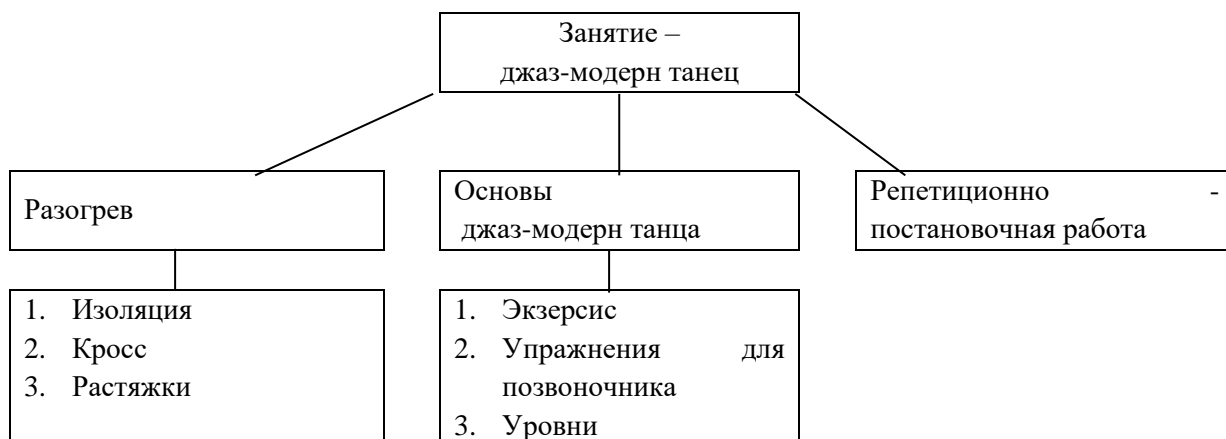 Занятие –
джаз-модерн танец
Разогрев
Основы
джаз-модерн танца
Репетиционно -
постановочная работа
1. Изоляция
2. Кросс
3. Растяжки
1. Экзерсис
2. Упражнения для
позвоночника
3. Уровни